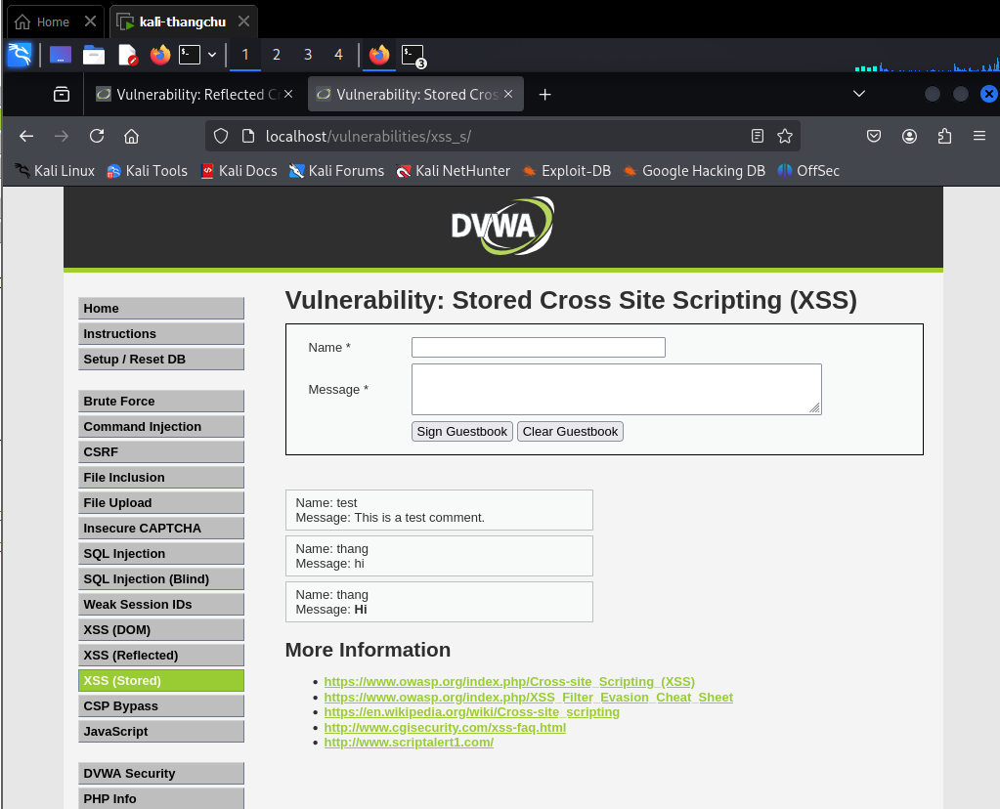 Home
kali-thangchu
1 2 3 4
3
Vulnerability: Reflected C
Vulnerability: Stored Cros
localhost/vulnerabilities/xss_s/
Kali Linux Kali Tools Kali Docs Kali Forums Kali NetHunter Exploit-DB Google Hacking DB OffSec
DVWA
Vulnerability: Stored Cross Site Scripting (XSS)
Name *
Message *
Sign Guestbook Clear Guestbook
Name: test
Message: This is a test comment.
Name: thang
Message: hi
Name: thang
Message: Hi
More Information
https://www.owasp.org/index.php/Cross-site_Scripting_(XSS)
https://www.owasp.org/index.php/XSS_Filter_Evasion_Cheat_Sheet
https://en.wikipedia.org/wiki/Cross-site_scripting
http://www.cgisecurity.com/xss-faq.html
http://www.scriptalert1.com/
Home
Instructions
Setup / Reset DB
Brute Force
Command Injection
CSRF
File Inclusion
File Upload
Insecure CAPTCHA
SQL Injection
SQL Injection (Blind)
Weak Session IDs
XSS (DOM)
XSS (Reflected)
XSS (Stored)
CSP Bypass
JavaScript
DVWA Security
PHP Info